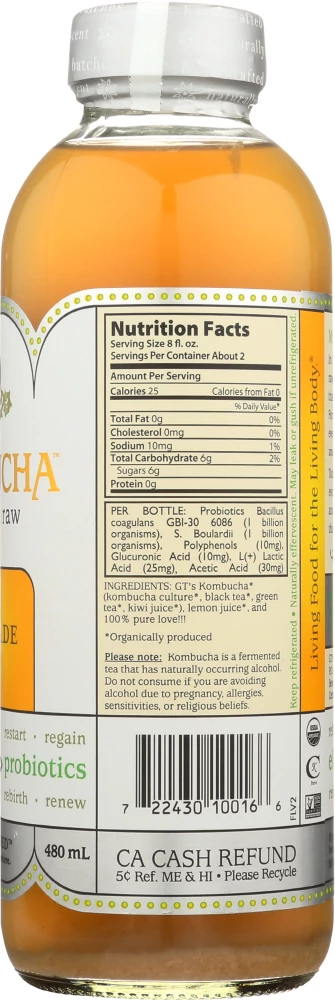 Nutrition Facts
Serving Size 8 fl. oz.
Servings Per Container About 2
Amount Per Serving
Calories 25 Calories from Fat 0
% Daily Value*
Total Fat 0g 0%
Cholesterol 0mg 0%
Sodium 10mg 1%
Total Carbohydrate 6g 2%
Sugars 6g
Protein 0g
PER BOTTLE: Probiotics Bacillus
coagulans GBI-30 6086 (1 billion
organisms), S. Boulardii (1 billion
organisms), Polyphenols (10mg),
Glucuronic Acid (10mg), L(+) Lactic
Acid (25mg), Acetic Acid (30mg)
INGREDIENTS: GT's Kombucha*
(kombucha culture*, black tea*, green
tea*, kiwi juice*), lemon juice*, and
100% pure love!!!
*Organically produced
Please note: Kombucha is a fermented
tea that has naturally occurring alcohol.
Do not consume if you are avoiding
alcohol due to pregnancy, allergies,
sensitivities, or religious beliefs.
7 22430 10016 6
FLV2
Keep refrigerated • Naturally effervescent. May leak or gush if unrefrigerated.
Living Food for the Living Body.®
UCHA™
raw
DE
restart · regain
probiotics
rebirth · renew
480 mL
CA CASH REFUND
5¢ Ref. ME & HI • Please Recycle